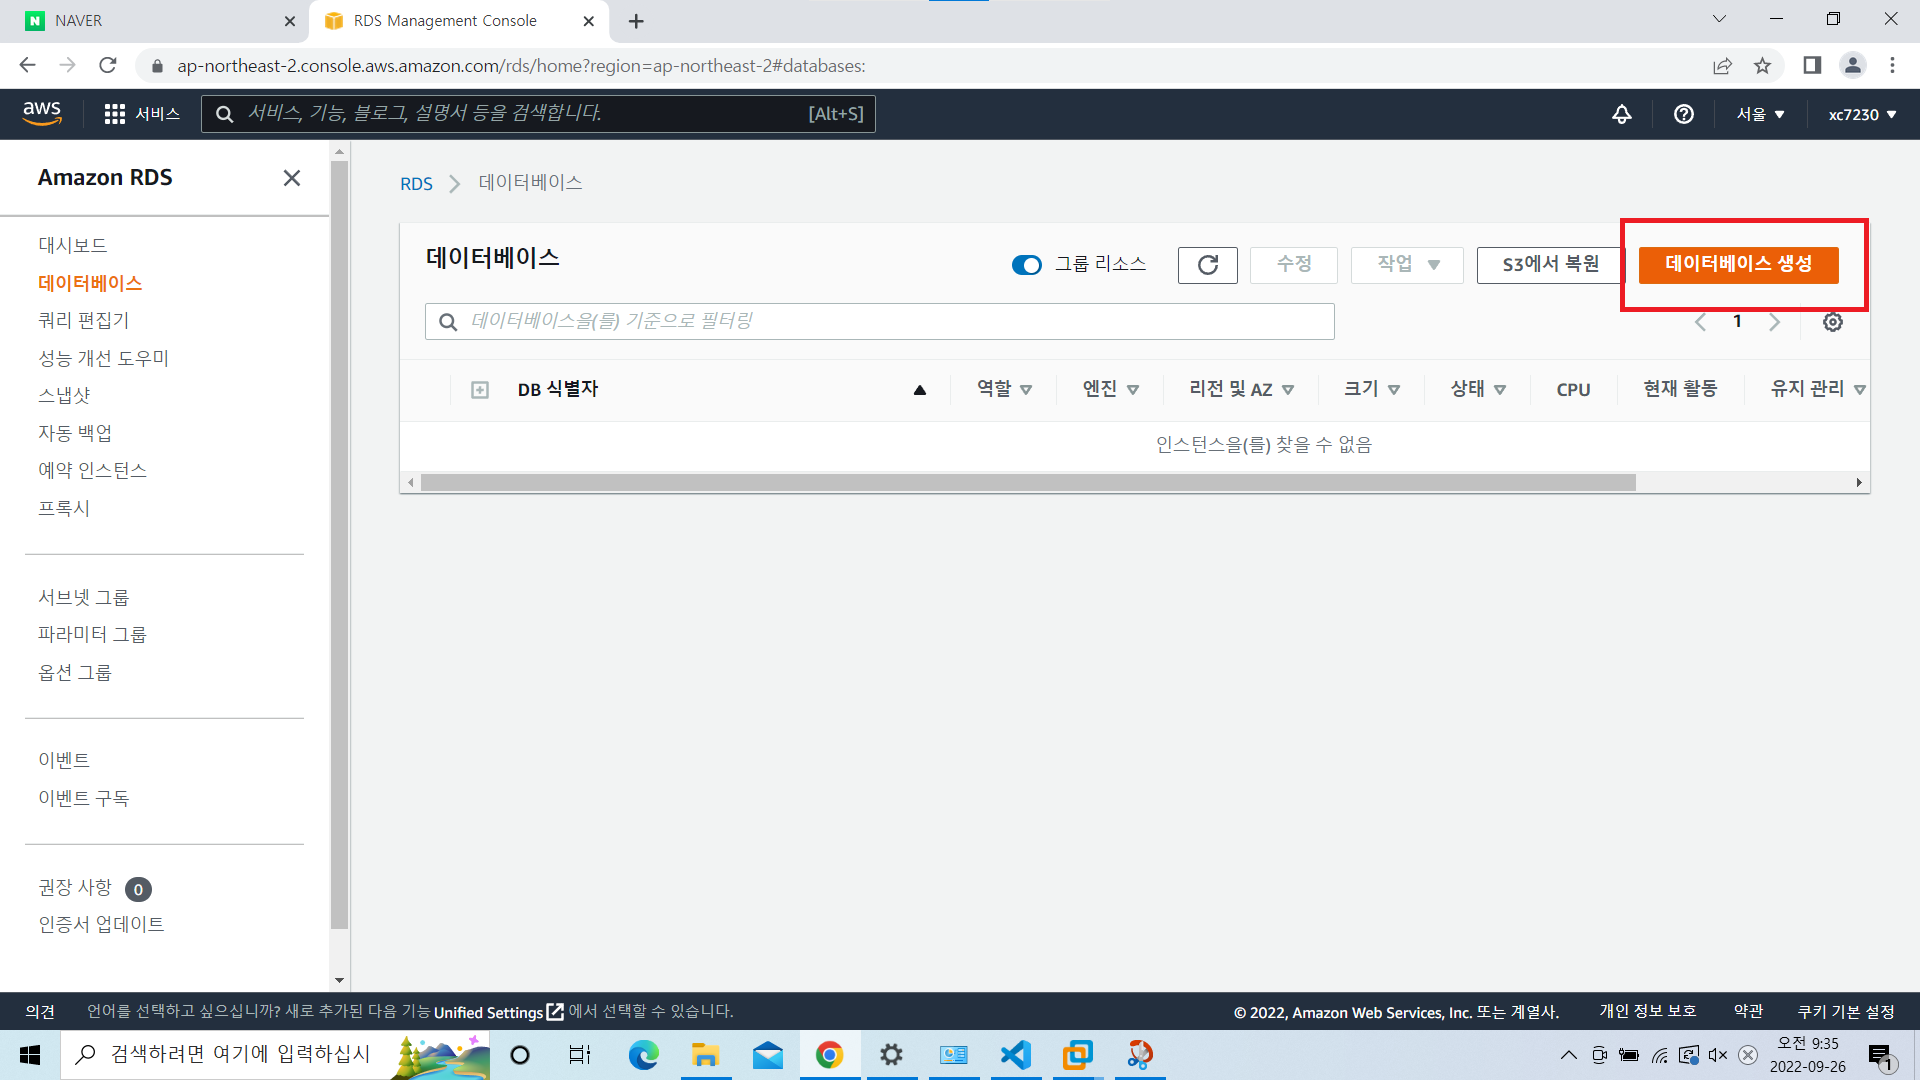 NAVER
RDS Management Console
ap-northeast-2.console.aws.amazon.com/rds/home?region=ap-northeast-2#databases:
aws
서비스
서비스, 기능, 블로그, 설명서 등을 검색합니다.
[Alt+S]
서울
xc7230
Amazon RDS
대시보드
데이터베이스
쿼리 편집기
성능 개선 도우미
스냅샷
자동 백업
예약 인스턴스
프록시
서브넷 그룹
파라미터 그룹
옵션 그룹
이벤트
이벤트 구독
권장 사항 0
인증서 업데이트
RDS 데이터베이스
데이터베이스
그룹 리소스
수정
작업
S3에서 복원
데이터베이스 생성
데이터베이스을(를) 기준으로 필터링
1
DB 식별자
역할
엔진
리전 및 AZ
크기
상태
CPU
현재 활동
유지 관리
인스턴스을(를) 찾을 수 없음
의견
언어를 선택하고 싶으십니까? 새로 추가된 다음 기능 Unified Settings 에서 선택할 수 있습니다.
© 2022, Amazon Web Services, Inc. 또는 계열사.
개인 정보 보호
약관
쿠키 기본 설정
검색하려면 여기에 입력하십시
오전 9:35
2022-09-26
1